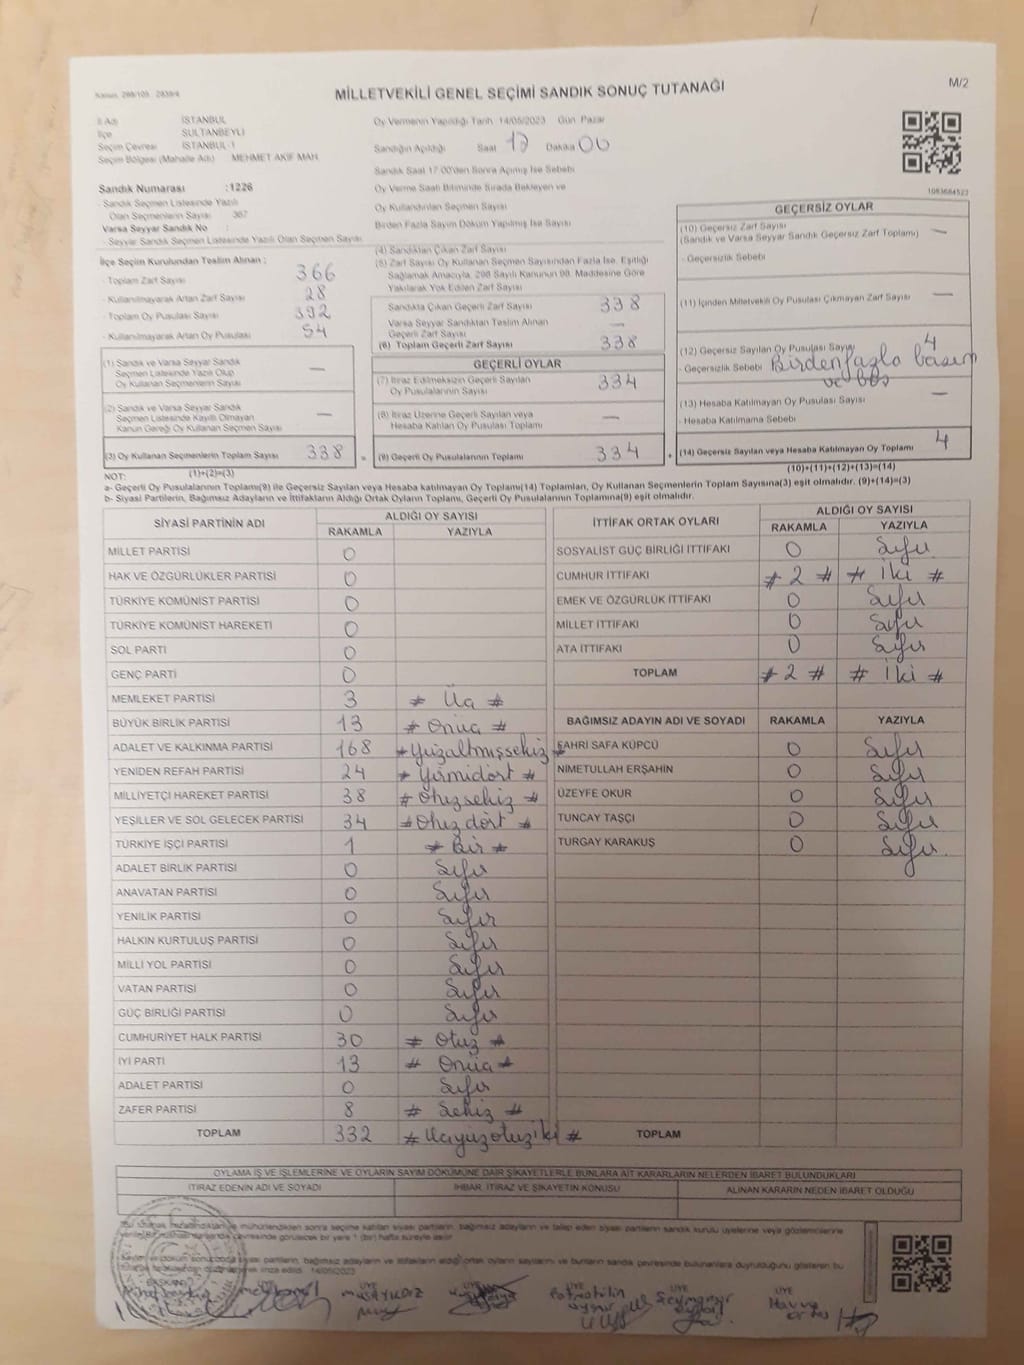 Kanun: 298/105 2839/4
MİLLETVEKİLİ GENEL SEÇİMİ SANDIK SONUÇ TUTANAĞI
M/2
İl Adı İSTANBUL
İlçe SULTANBEYLİ
Seçim Çevresi İSTANBUL-1
Seçim Bölgesi (Mahalle Adı) MEHMET AKİF MAH.
Sandık Numarası :1226
- Sandık Seçmen Listesinde Yazılı
Olan Seçmenlerin Sayısı 367
Varsa Seyyar Sandık No :
- Seyyar Sandık Seçmen Listesinde Yazılı Olan Seçmen Sayısı
Oy Vermenin Yapıldığı Tarih 14/05/2023 Gün Pazar
Sandığın Açıldığı Saat 17 Dakika 00
Sandık Saat 17.00'den Sonra Açılmış İse Sebebi
Oy Verme Saati Bitiminde Sırada Bekleyen ve
Oy Kullandırılan Seçmen Sayısı
Birden Fazla Sayım Döküm Yapılmış İse Sayısı
1083684522
İlçe Seçim Kurulundan Teslim Alınan :
- Toplam Zarf Sayısı 366
- Kullanılmayarak Artan Zarf Sayısı 28
- Toplam Oy Pusulası Sayısı 392
- Kullanılmayarak Artan Oy Pusulası 54
(1) Sandık ve Varsa Seyyar Sandık
Seçmen Listesinde Yazılı Olup
Oy Kullanan Seçmenlerin Sayısı —
(2) Sandık ve Varsa Seyyar Sandık
Seçmen Listesinde Kayıtlı Olmayan
Kanun Gereği Oy Kullanan Seçmen Sayısı —
(3) Oy Kullanan Seçmenlerin Toplam Sayısı 338 =
(1)+(2)=(3)
(4) Sandıktan Çıkan Zarf Sayısı
(5) Zarf Sayısı Oy Kullanan Seçmen Sayısından Fazla İse, Eşitliği
Sağlamak Amacıyla, 298 Sayılı Kanunun 98. Maddesine Göre
Yakılarak Yok Edilen Zarf Sayısı
Sandıkta Çıkan Geçerli Zarf Sayısı 338
Varsa Seyyar Sandıktan Teslim Alınan
Geçerli Zarf Sayısı —
(6) Toplam Geçerli Zarf Sayısı 338
GEÇERLİ OYLAR
(7) İtiraz Edilmeksizin Geçerli Sayılan
Oy Pusulalarının Sayısı 334
(8) İtiraz Üzerine Geçerli Sayılan veya
Hesaba Katılan Oy Pusulası Toplamı —
(9) Geçerli Oy Pusulalarının Toplamı 334 +
GEÇERSİZ OYLAR
(10) Geçersiz Zarf Sayısı
(Sandık ve Varsa Seyyar Sandık Geçersiz Zarf Toplamı) —
- Geçersizlik Sebebi
(11) İçinden Milletvekili Oy Pusulası Çıkmayan Zarf Sayısı —
(12) Geçersiz Sayılan Oy Pusulası Sayısı 4
- Geçersizlik Sebebi Birden fazla basım
ve boş
(13) Hesaba Katılmayan Oy Pusulası Sayısı —
- Hesaba Katılmama Sebebi
(14) Geçersiz Sayılan veya Hesaba Katılmayan Oy Toplamı 4
(10)+(11)+(12)+(13)=(14)
NOT:
a- Geçerli Oy Pusulalarının Toplamı(9) ile Geçersiz Sayılan veya Hesaba katılmayan Oy Toplamı(14) Toplamları, Oy Kullanan Seçmenlerin Toplam Sayısına(3) eşit olmalıdır. (9)+(14)=(3)
b- Siyasi Partilerin, Bağımsız Adayların ve İttifakların Aldığı Ortak Oyların Toplamı, Geçerli Oy Pusulalarının Toplamına(9) eşit olmalıdır.
SİYASİ PARTİNİN ADI ALDIĞI OY SAYISI
RAKAMLA YAZIYLA
MİLLET PARTİSİ 0
HAK VE ÖZGÜRLÜKLER PARTİSİ 0
TÜRKİYE KOMÜNİST PARTİSİ 0
TÜRKİYE KOMÜNİST HAREKETİ 0
SOL PARTİ 0
GENÇ PARTİ 0
MEMLEKET PARTİSİ 3 # Üç #
BÜYÜK BİRLİK PARTİSİ 13 # Onüç #
ADALET VE KALKINMA PARTİSİ 168 # Yüzaltmışsekiz #
YENİDEN REFAH PARTİSİ 24 # Yirmidört #
MİLLİYETÇİ HAREKET PARTİSİ 38 # Otuzsekiz #
YEŞİLLER VE SOL GELECEK PARTİSİ 34 # Otuzdört #
TÜRKİYE İŞÇİ PARTİSİ 1 # Bir #
ADALET BİRLİK PARTİSİ 0 Sıfır
ANAVATAN PARTİSİ 0 Sıfır
YENİLİK PARTİSİ 0 Sıfır
HALKIN KURTULUŞ PARTİSİ 0 Sıfır
MİLLİ YOL PARTİSİ 0 Sıfır
VATAN PARTİSİ 0 Sıfır
GÜÇ BİRLİĞİ PARTİSİ 0 Sıfır
CUMHURİYET HALK PARTİSİ 30 # Otuz #
İYİ PARTİ 13 # Onüç #
ADALET PARTİSİ 0 Sıfır
ZAFER PARTİSİ 8 # Sekiz #
TOPLAM 332 # Üçyüzotuziki #
İTTİFAK ORTAK OYLARI ALDIĞI OY SAYISI
RAKAMLA YAZIYLA
SOSYALİST GÜÇ BİRLİĞİ İTTİFAKI 0 Sıfır
CUMHUR İTTİFAKI # 2 # # İki #
EMEK VE ÖZGÜRLÜK İTTİFAKI 0 Sıfır
MİLLET İTTİFAKI 0 Sıfır
ATA İTTİFAKI 0 Sıfır
TOPLAM # 2 # # İki #
BAĞIMSIZ ADAYIN ADI VE SOYADI RAKAMLA YAZIYLA
FAHRİ SAFA KÜPCÜ 0 Sıfır
NİMETULLAH ERŞAHİN 0 Sıfır
ÜZEYFE OKUR 0 Sıfır
TUNCAY TAŞÇI 0 Sıfır
TURGAY KARAKUŞ 0 Sıfır
TOPLAM
OYLAMA İŞ VE İŞLEMLERİNE VE OYLARIN SAYIM DÖKÜMÜNE DAİR ŞİKAYETLERLE BUNLARA AİT KARARLARIN NELERDEN İBARET BULUNDUKLARI
İTİRAZ EDENİN ADI VE SOYADI İHBAR, İTİRAZ VE ŞİKAYETİN KONUSU ALINAN KARARIN NEDEN İBARET OLDUĞU
mühürlendikten sonra seçime katılan siyasi partilerin, bağımsız adayların ve talep eden siyasi partilerin sandık kurulu üyelerine veya gözlemcilerine
çevresinde görülecek bir yere 1 (bir) hafta süreyle asılır.
siyasi partilerin, bağımsız adayların ve ittifakların aldığı ortak oyların sayılarını ve bunların sandık çevresinde bulunanlara duyrulduğunu gösteren bu
imza edildi. 14/05/2023
BAŞKAN ÜYE ÜYE ÜYE ÜYE ÜYE
MUSA YILDIZ
Havva